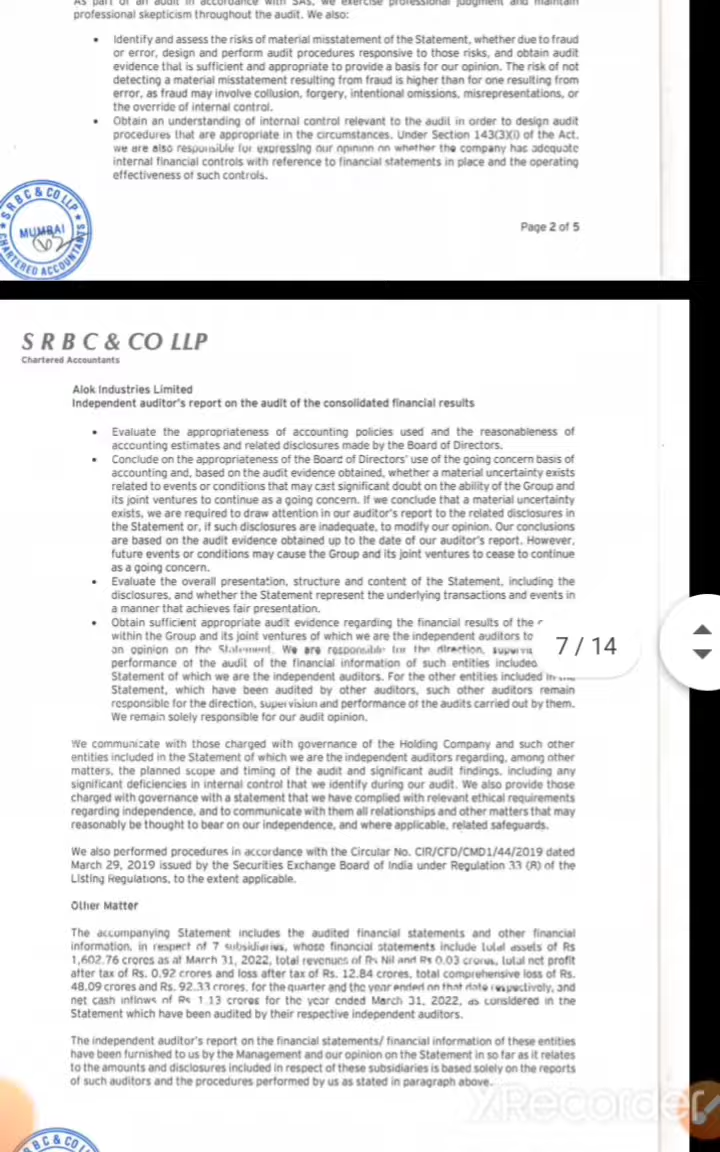 As part of an audit in accordance with SAs, we exercise professional judgment and maintain
professional skepticism throughout the audit. We also:
• Identify and assess the risks of material misstatement of the Statement, whether due to fraud
or error, design and perform audit procedures responsive to those risks, and obtain audit
evidence that is sufficient and appropriate to provide a basis for our opinion. The risk of not
detecting a material misstatement resulting from fraud is higher than for one resulting from
error, as fraud may involve collusion, forgery, intentional omissions, misrepresentations, or
the override of internal control.
• Obtain an understanding of internal control relevant to the audit in order to design audit
procedures that are appropriate in the circumstances. Under Section 143(3)(i) of the Act,
we are also responsible for expressing our opinion on whether the company has adequate
internal financial controls with reference to financial statements in place and the operating
effectiveness of such controls.
SRBC & CO LLP
MUMBAI
CHARTERED ACCOUNTANTS
Page 2 of 5
S R B C & CO LLP
Chartered Accountants
Alok Industries Limited
Independent auditor's report on the audit of the consolidated financial results
• Evaluate the appropriateness of accounting policies used and the reasonableness of
accounting estimates and related disclosures made by the Board of Directors.
• Conclude on the appropriateness of the Board of Directors' use of the going concern basis of
accounting and, based on the audit evidence obtained, whether a material uncertainty exists
related to events or conditions that may cast significant doubt on the ability of the Group and
its joint ventures to continue as a going concern. If we conclude that a material uncertainty
exists, we are required to draw attention in our auditor's report to the related disclosures in
the Statement or, if such disclosures are inadequate, to modify our opinion. Our conclusions
are based on the audit evidence obtained up to the date of our auditor's report. However,
future events or conditions may cause the Group and its joint ventures to cease to continue
as a going concern.
• Evaluate the overall presentation, structure and content of the Statement, including the
disclosures, and whether the Statement represent the underlying transactions and events in
a manner that achieves fair presentation.
• Obtain sufficient appropriate audit evidence regarding the financial results of the
within the Group and its joint ventures of which we are the independent auditors to
an opinion on the Statement. We are responsible for the direction, supervis
performance of the audit of the financial information of such entities included
Statement of which we are the independent auditors. For the other entities included in
Statement, which have been audited by other auditors, such other auditors remain
responsible for the direction, supervision and performance of the audits carried out by them.
We remain solely responsible for our audit opinion.
7 / 14
We communicate with those charged with governance of the Holding Company and such other
entities included in the Statement of which we are the independent auditors regarding, among other
matters, the planned scope and timing of the audit and significant audit findings, including any
significant deficiencies in internal control that we identify during our audit. We also provide those
charged with governance with a statement that we have complied with relevant ethical requirements
regarding independence, and to communicate with them all relationships and other matters that may
reasonably be thought to bear on our independence, and where applicable, related safeguards.
We also performed procedures in accordance with the Circular No. CIR/CFD/CMD1/44/2019 dated
March 29, 2019 issued by the Securities Exchange Board of India under Regulation 33 (8) of the
Listing Regulations, to the extent applicable.
Other Matter
The accompanying Statement includes the audited financial statements and other financial
information, in respect of 7 subsidiaries, whose financial statements include total assets of Rs
1,602.76 crores as at March 31, 2022, total revenues of Rs Nil and Rs 0.03 crores, total net profit
after tax of Rs. 0.92 crores and loss after tax of Rs. 12.84 crores, total comprehensive loss of Rs.
48.09 crores and Rs. 92.33 crores, for the quarter and the year ended on that date respectively, and
net cash inflows of Rs 1.13 crores for the year ended March 31, 2022, as considered in the
Statement which have been audited by their respective independent auditors.
The independent auditor's report on the financial statements/ financial information of these entities
have been furnished to us by the Management and our opinion on the Statement in so far as it relates
to the amounts and disclosures included in respect of these subsidiaries is based solely on the reports
of such auditors and the procedures performed by us as stated in paragraph above.
XRecorder
SRBC & CO L